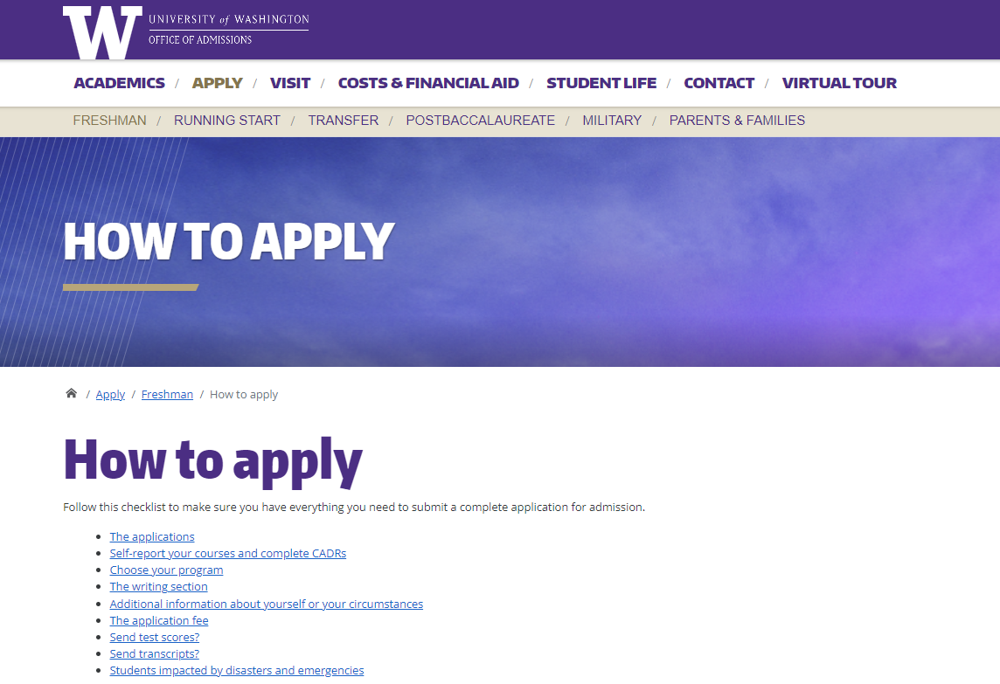 W UNIVERSITY of WASHINGTON
OFFICE OF ADMISSIONS
ACADEMICS / APPLY / VISIT / COSTS & FINANCIAL AID / STUDENT LIFE / CONTACT / VIRTUAL TOUR
FRESHMAN / RUNNING START / TRANSFER / POSTBACCALAUREATE / MILITARY / PARENTS & FAMILIES
HOW TO APPLY
/ Apply / Freshman / How to apply
How to apply
Follow this checklist to make sure you have everything you need to submit a complete application for admission.
The applications
Self-report your courses and complete CADRs
Choose your program
The writing section
Additional information about yourself or your circumstances
The application fee
Send test scores?
Send transcripts?
Students impacted by disasters and emergencies